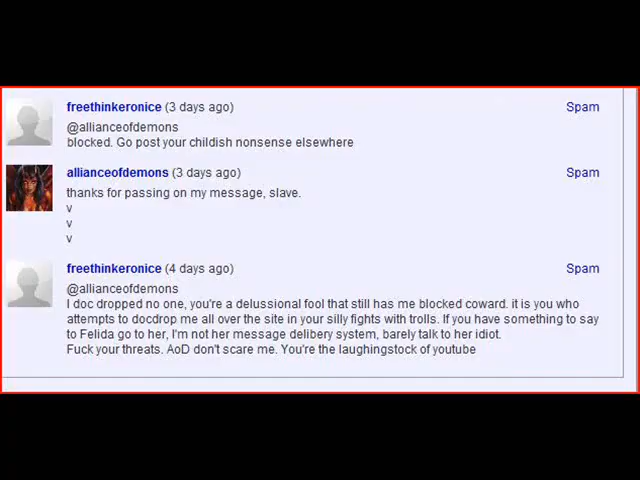 freethinkeronice (3 days ago) Spam
@allianceofdemons
blocked. Go post your childish nonsense elsewhere
allianceofdemons (3 days ago) Spam
thanks for passing on my message, slave.
v
v
v
freethinkeronice (4 days ago) Spam
@allianceofdemons
I doc dropped no one, you're a delussional fool that still has me blocked coward. it is you who
attempts to docdrop me all over the site in your silly fights with trolls. If you have something to say
to Felida go to her, I'm not her message delibery system, barely talk to her idiot.
Fuck your threats. AoD don't scare me. You're the laughingstock of youtube